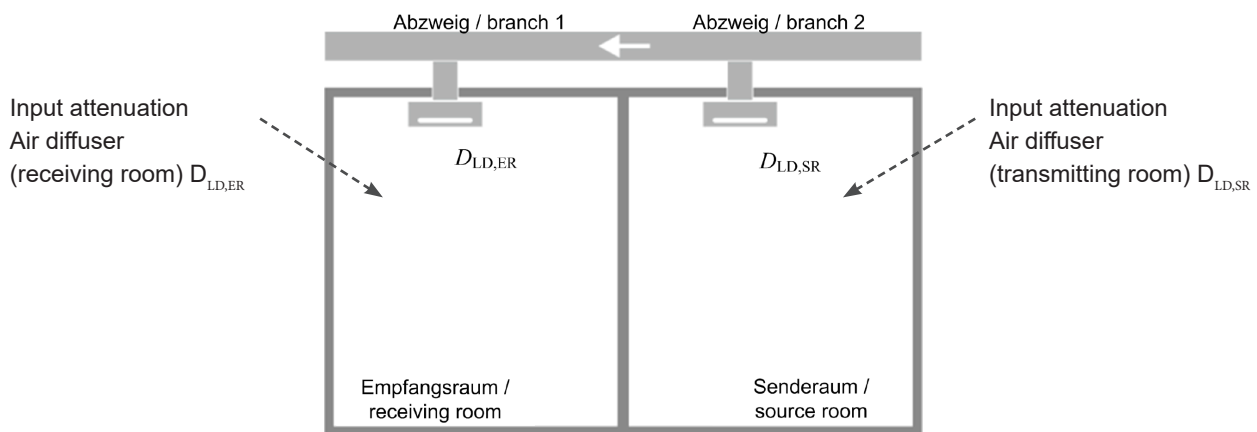 Abzweig / branch 1
Abzweig / branch 2
Input attenuation
Air diffuser
(receiving room) D_LD,ER
D_LD,ER
D_LD,SR
Input attenuation
Air diffuser
(transmitting room) D_LD,SR
Empfangsraum /
receiving room
Senderaum /
source room